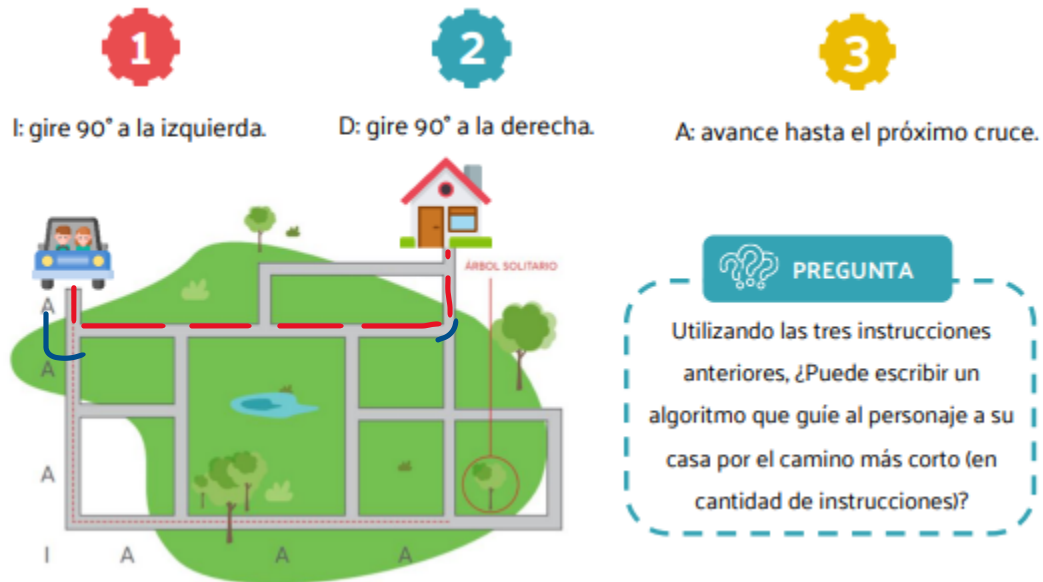 1
2
3
I: gire 90° a la izquierda.
D: gire 90° a la derecha.
A: avance hasta el próximo cruce.
ÁRBOL SOLITARIO
A
A
A
I
A
A
A
PREGUNTA
Utilizando las tres instrucciones
anteriores, ¿Puede escribir un
algoritmo que guíe al personaje a su
casa por el camino más corto (en
cantidad de instrucciones)?